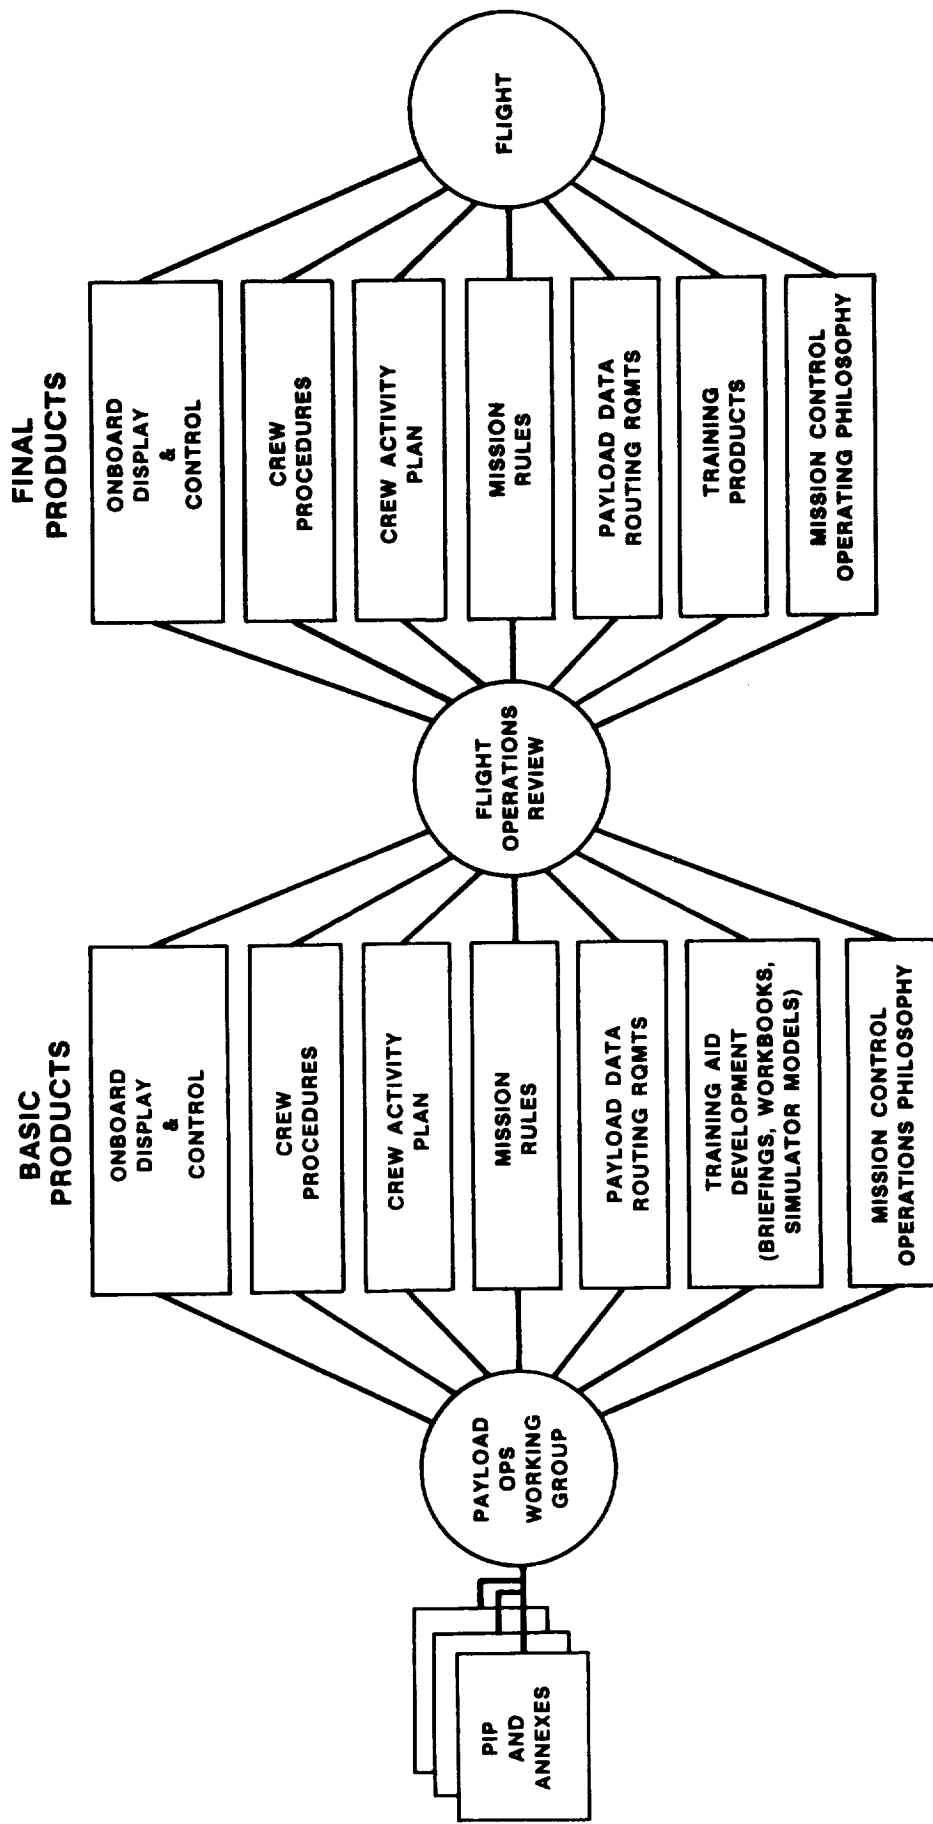 BASIC
PRODUCTS
FINAL
PRODUCTS
PIP
AND
ANNEXES
PAYLOAD
OPS
WORKING
GROUP
ONBOARD
DISPLAY
&
CONTROL
CREW
PROCEDURES
CREW ACTIVITY
PLAN
MISSION
RULES
PAYLOAD DATA
ROUTING RQMTS
TRAINING AID
DEVELOPMENT
(BRIEFINGS, WORKBOOKS,
SIMULATOR MODELS)
MISSION CONTROL
OPERATIONS PHILOSOPHY
FLIGHT
OPERATIONS
REVIEW
ONBOARD
DISPLAY
&
CONTROL
CREW
PROCEDURES
CREW ACTIVITY
PLAN
MISSION
RULES
PAYLOAD DATA
ROUTING RQMTS
TRAINING
PRODUCTS
MISSION CONTROL
OPERATING PHILOSOPHY
FLIGHT